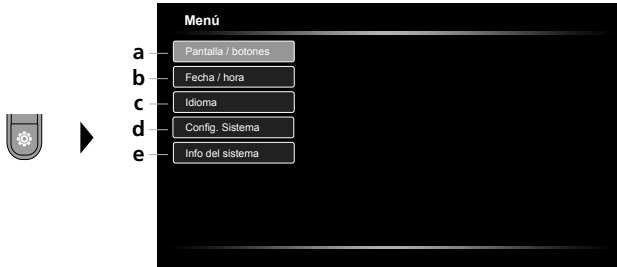 Menú
a Pantalla / botones
b Fecha / hora
c Idioma
d Config. Sistema
e Info del sistema